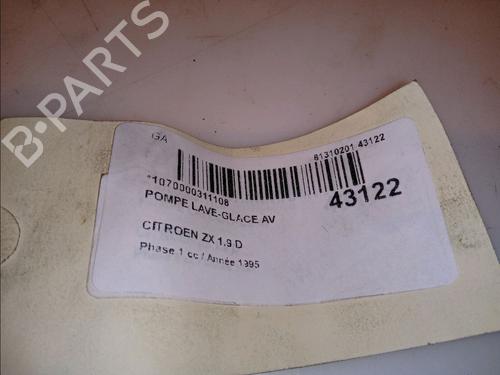 B-PARTS
GA
61310201 43122
*1070000311108
43122
POMPE LAVE-GLACE AV
CITROEN ZX 1.9 D
Phase 1 cc / Année 1995